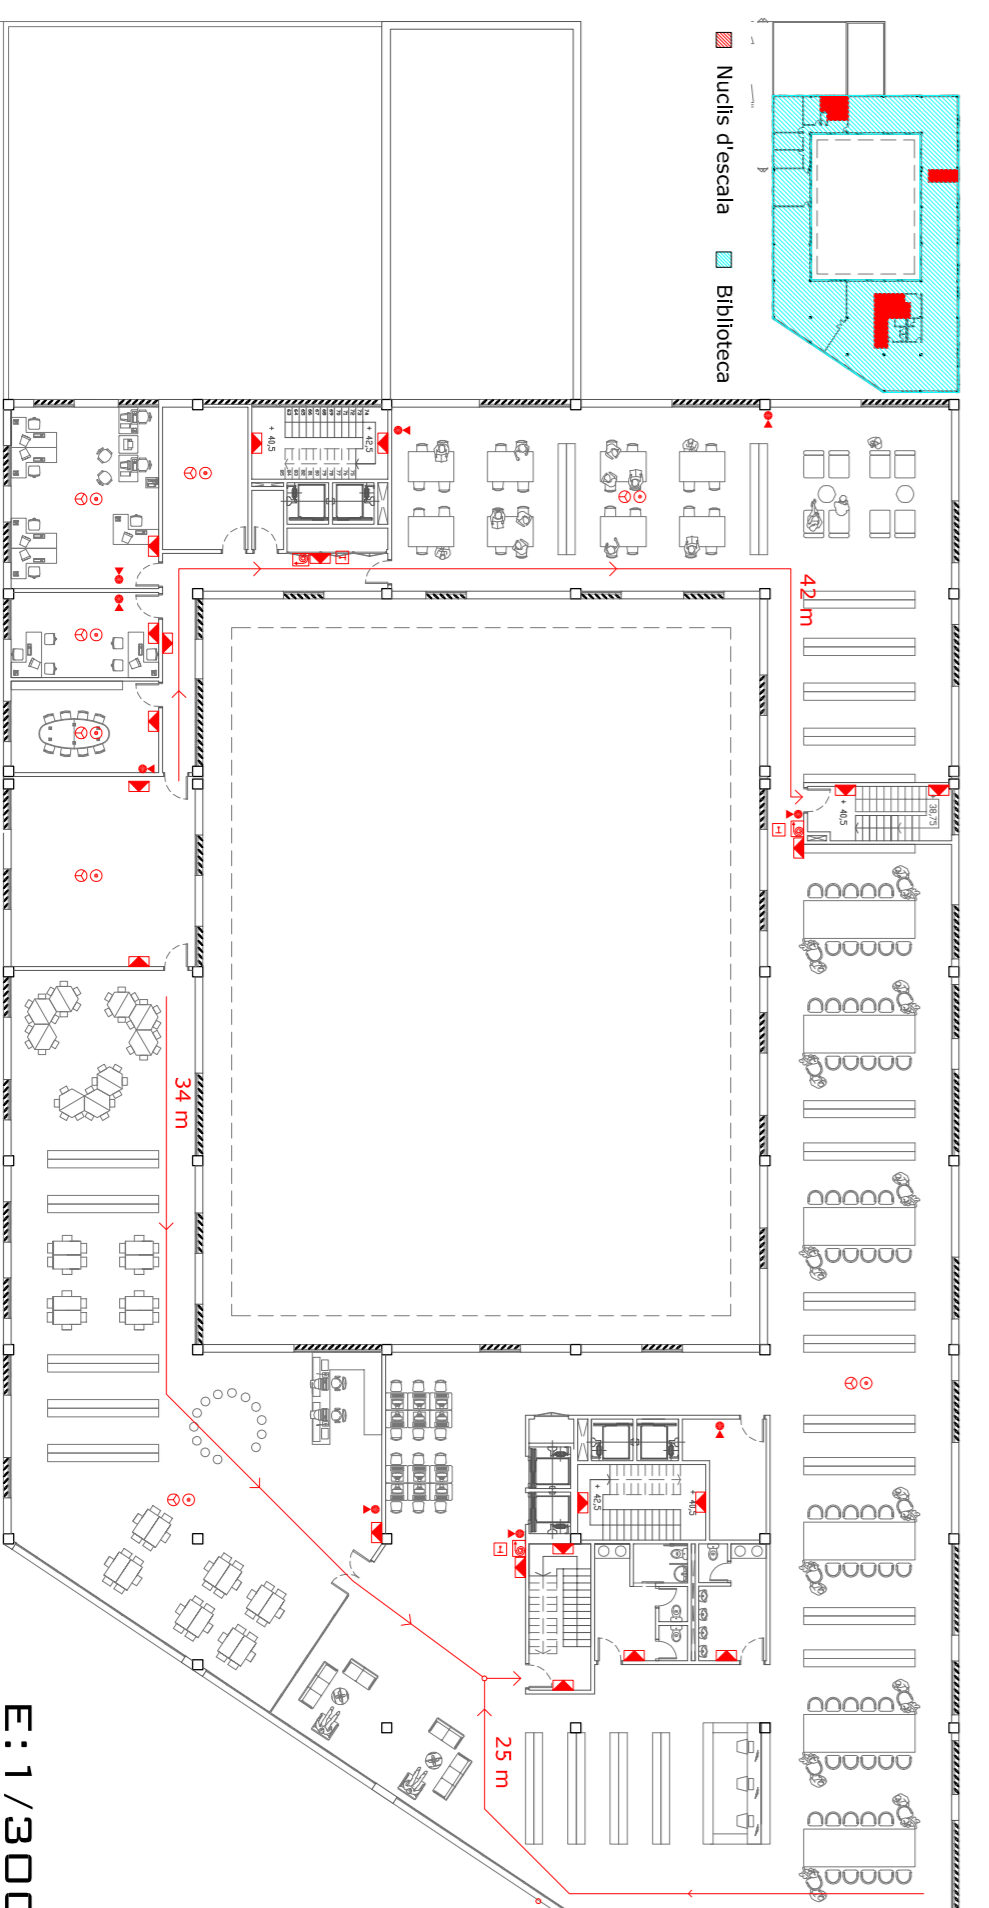 Nuclis d'escala
Biblioteca
+ 40,5
+ 42,5
42 m
+ 38,75
+ 40,5
34 m
+ 42,5
+ 40,5
25 m
E: 1/300